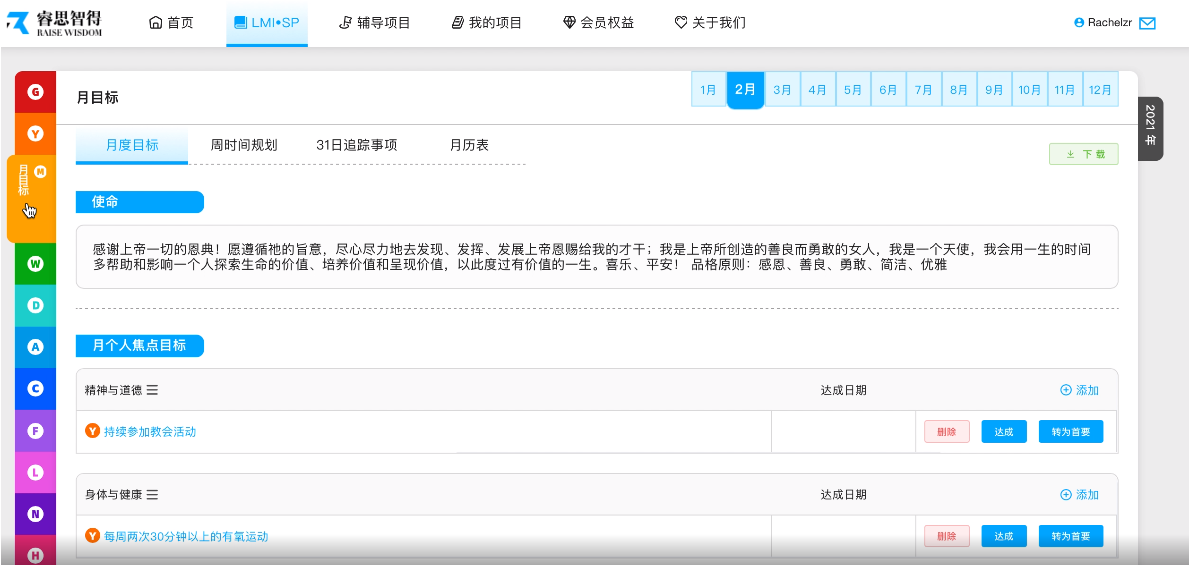 睿思智得
RAISE WISDOM
首页
LMI•SP
辅导项目
我的项目
会员权益
关于我们
Rachelzr
G
Y
M
月目标
W
D
A
C
F
L
N
H
月目标
1月
2月
3月
4月
5月
6月
7月
8月
9月
10月
11月
12月
2021 年
月度目标
周时间规划
31日追踪事项
月历表
下 载
使命
感谢上帝一切的恩典！愿遵循祂的旨意，尽心尽力地去发现、发挥、发展上帝恩赐给我的才干；我是上帝所创造的善良而勇敢的女人，我是一个天使，我会用一生的时间
多帮助和影响一个人探索生命的价值、培养价值和呈现价值，以此度过有价值的一生。喜乐、平安！ 品格原则：感恩、善良、勇敢、简洁、优雅
月个人焦点目标
精神与道德
达成日期
添加
Y 持续参加教会活动
删除
达成
转为首要
身体与健康
达成日期
添加
Y 每周两次30分钟以上的有氧运动
删除
达成
转为首要